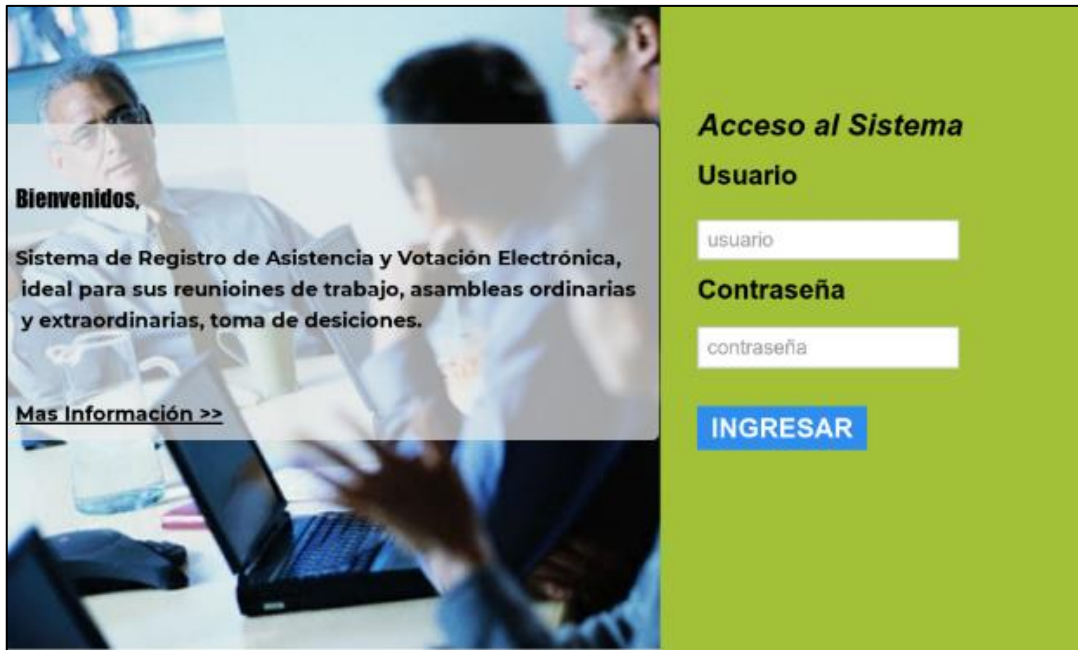 Bienvenidos,
Sistema de Registro de Asistencia y Votación Electrónica,
ideal para sus reunioines de trabajo, asambleas ordinarias
y extraordinarias, toma de desiciones.
Mas Información >>
Acceso al Sistema
Usuario
usuario
Contraseña
contraseña
INGRESAR